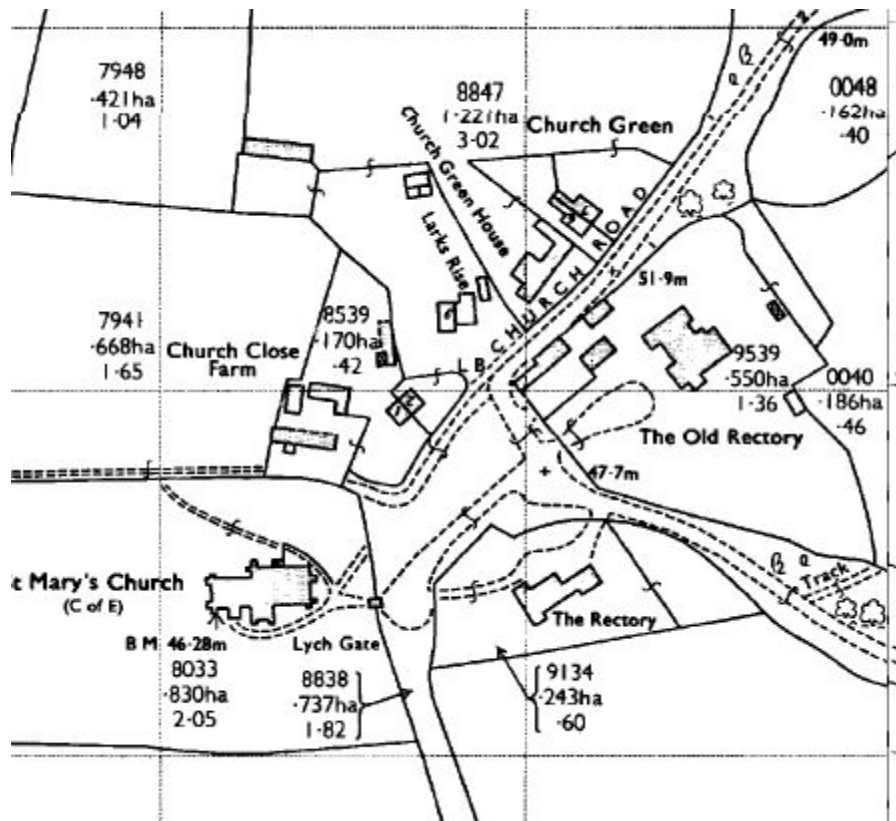 49·0m
7948
·421ha
1·04
8847
1·221ha
3·02
Church Green
0048
·162ha
·40
Church Green House
Larks Rise
CHURCH ROAD
51·9m
7941
·668ha
1·65
Church Close
Farm
8539
·170ha
·42
LB
9539
·550ha
1·36
0040
·186ha
·46
The Old Rectory
47·7m
t Mary's Church
(C of E)
BM 46·28m
Lych Gate
The Rectory
Track
8033
·830ha
2·05
8838
·737ha
1·82
9134
·243ha
·60